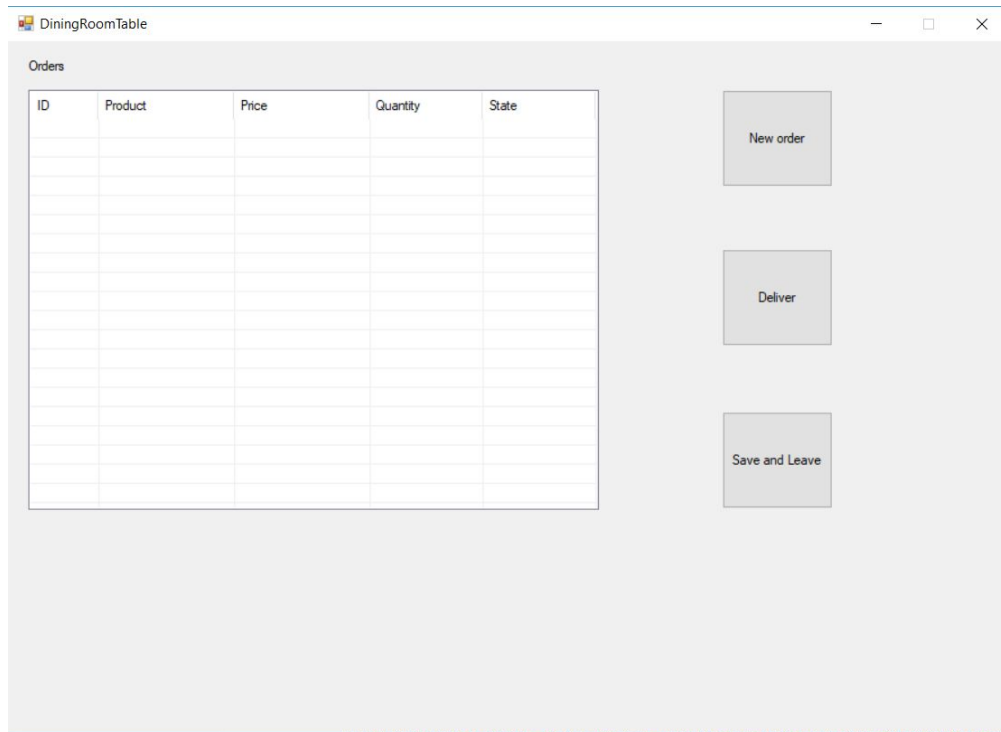 DiningRoomTable
Orders
ID Product Price Quantity State
New order
Deliver
Save and Leave